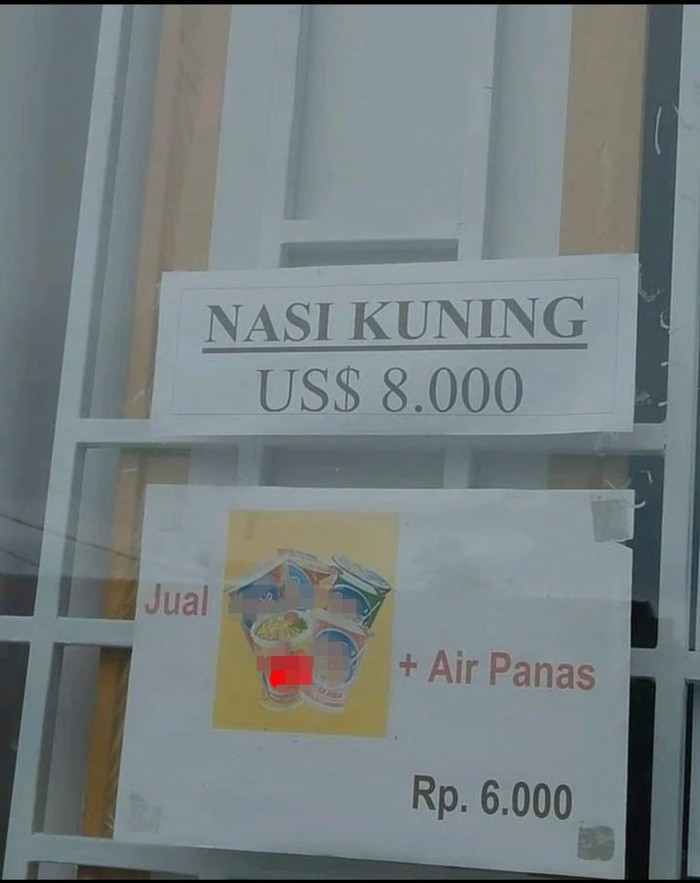 NASI KUNING
US$ 8.000
Jual
+ Air Panas
Rp. 6.000